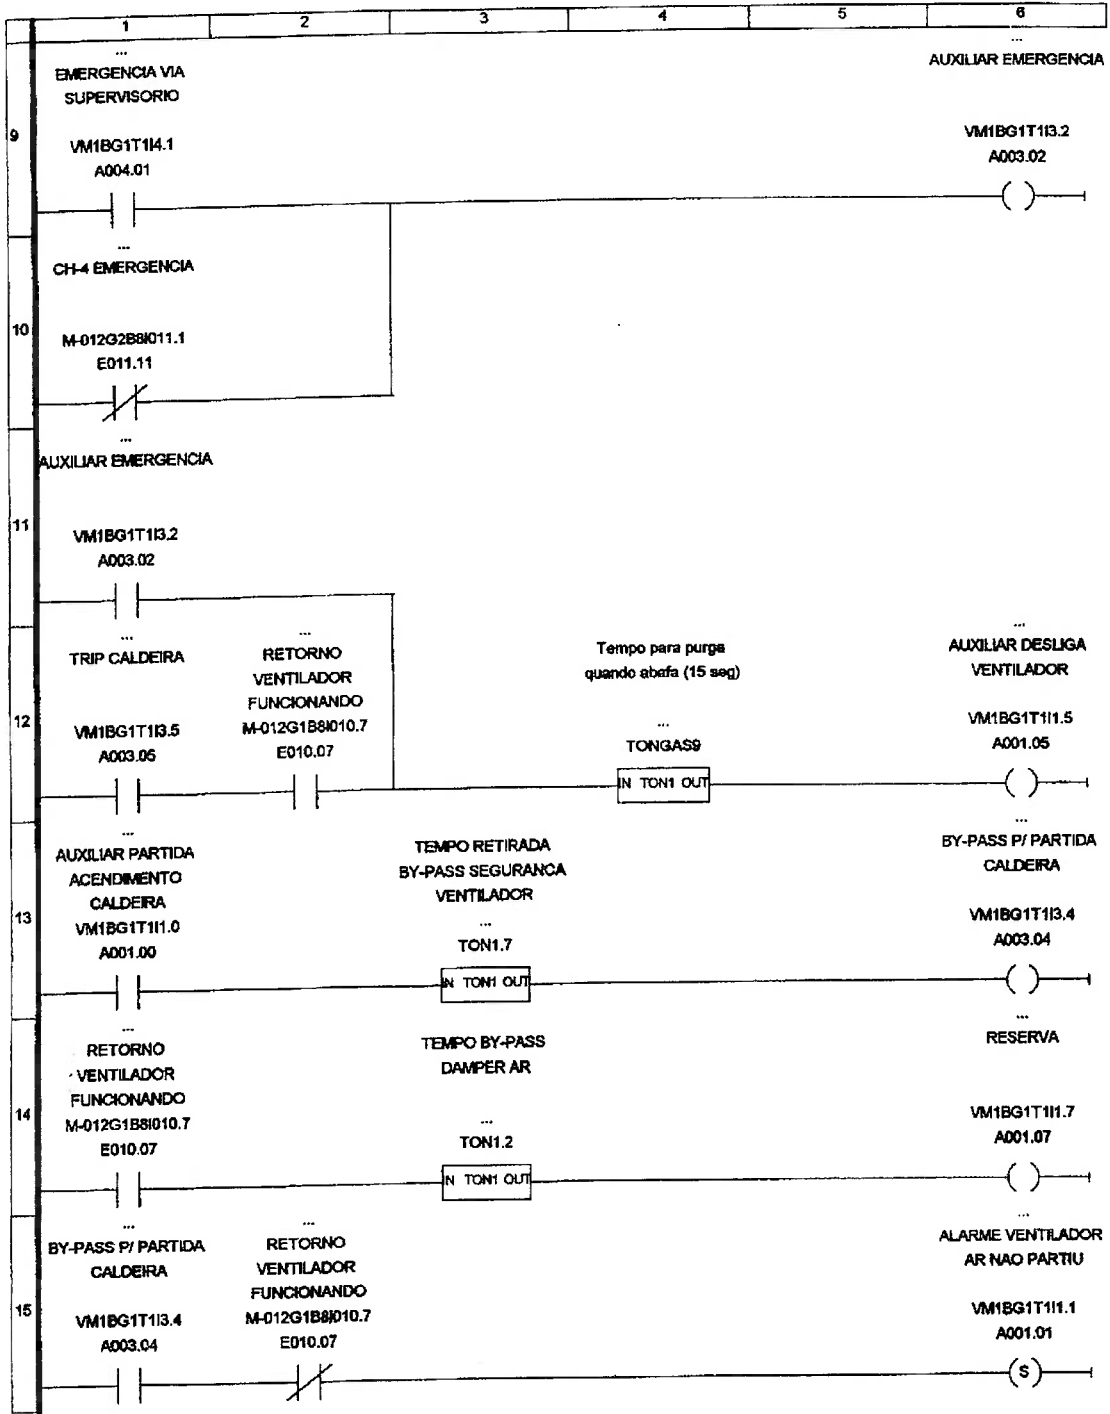 1 2 3 4 5 6
...
EMERGENCIA VIA
SUPERVISORIO
...
AUXILIAR EMERGENCIA
9
VM1BG1T1I4.1
A004.01
VM1BG1T1I3.2
A003.02
( )
...
CH-4 EMERGENCIA
10
M-012G2B8I011.1
E011.11
...
AUXILIAR EMERGENCIA
11
VM1BG1T1I3.2
A003.02
...
TRIP CALDEIRA
...
RETORNO
VENTILADOR
FUNCIONANDO
M-012G1B8I010.7
E010.07
Tempo para purga
quando abafa (15 seg)
...
AUXILIAR DESLIGA
VENTILADOR
12
VM1BG1T1I3.5
A003.05
...
TONGAS9
IN TON1 OUT
VM1BG1T1I1.5
A001.05
( )
...
AUXILIAR PARTIDA
ACENDIMENTO
CALDEIRA
VM1BG1T1I1.0
A001.00
TEMPO RETIRADA
BY-PASS SEGURANCA
VENTILADOR
...
TON1.7
IN TON1 OUT
...
BY-PASS P/ PARTIDA
CALDEIRA
13
VM1BG1T1I3.4
A003.04
( )
...
RETORNO
VENTILADOR
FUNCIONANDO
M-012G1B8I010.7
E010.07
TEMPO BY-PASS
DAMPER AR
...
TON1.2
IN TON1 OUT
...
RESERVA
14
VM1BG1T1I1.7
A001.07
( )
...
BY-PASS P/ PARTIDA
CALDEIRA
15
VM1BG1T1I3.4
A003.04
...
RETORNO
VENTILADOR
FUNCIONANDO
M-012G1B8I010.7
E010.07
...
ALARME VENTILADOR
AR NAO PARTIU
VM1BG1T1I1.1
A001.01
(S)